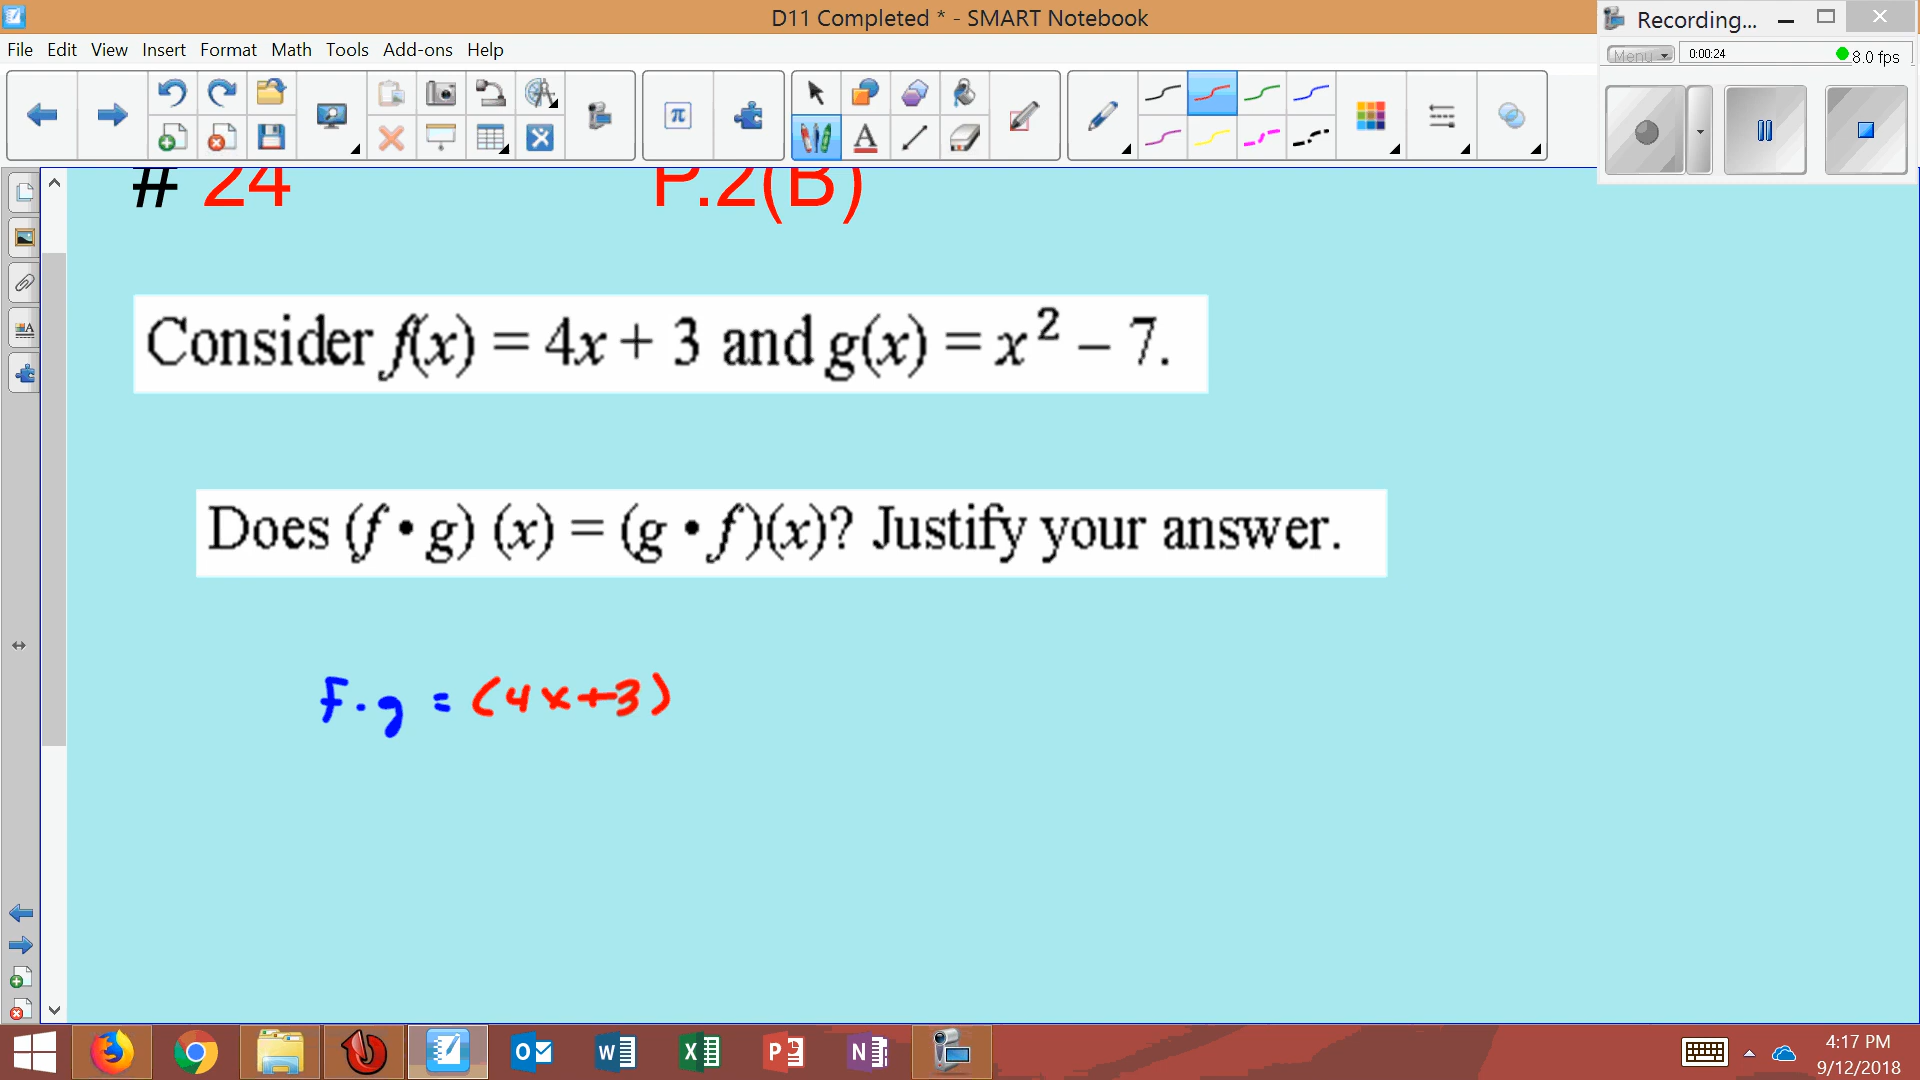 D11 Completed * - SMART Notebook
Recording...
File Edit View Insert Format Math Tools Add-ons Help
Menu 0:00:24 8.0 fps
π
A
# 24 P.2(B)
Consider f(x) = 4x + 3 and g(x) = x² – 7.
Does (f • g) (x) = (g • f)(x)? Justify your answer.
F·g = (4x+3)
4:17 PM
9/12/2018